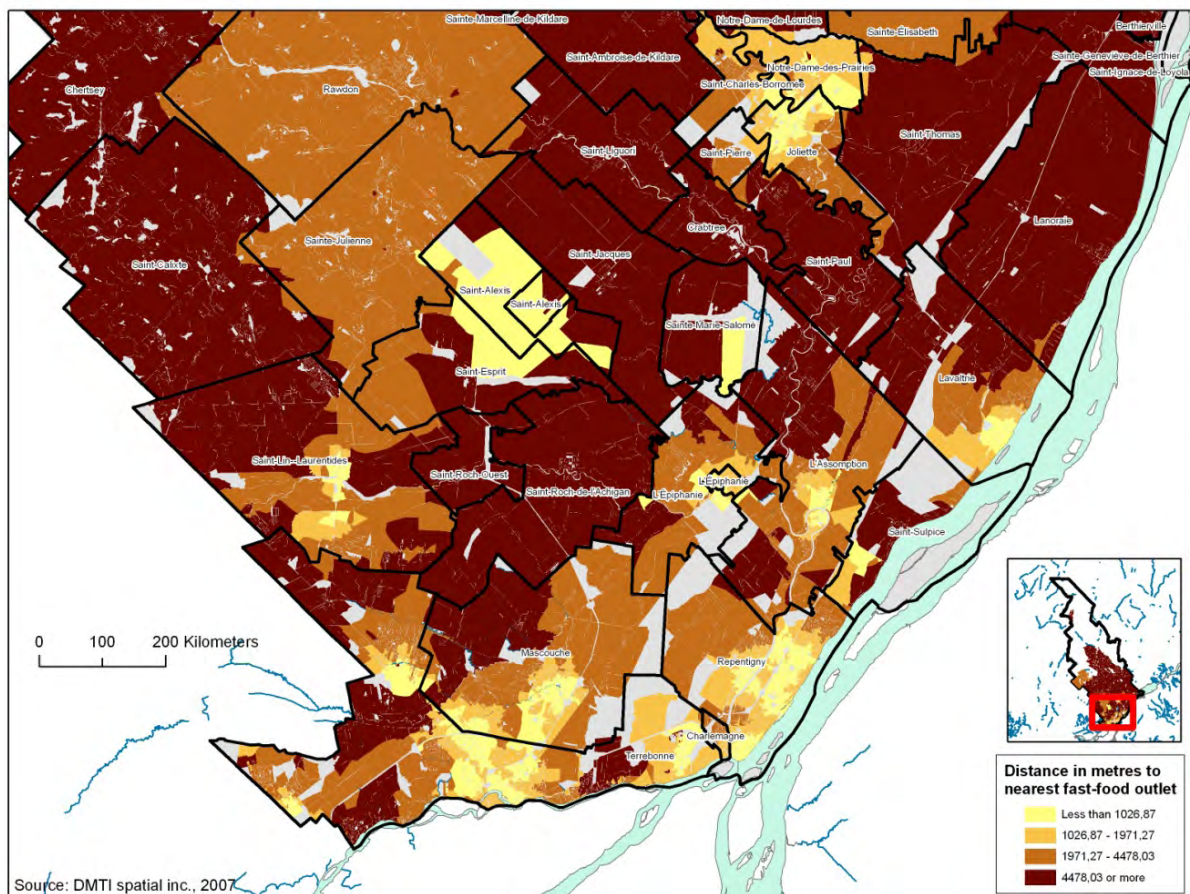 Sainte-Marcelline-de-Kildare
Notre-Dame-de-Lourdes
Sainte-Élisabeth
Berthierville
Saint-Ambroise-de-Kildare
Sainte-Geneviève-de-Berthier
Notre-Dame-des-Prairies
Saint-Ignace-de-Loyola
Chertsey
Rawdon
Saint-Charles-Borromée
Saint-Thomas
Saint-Liguori
Saint-Pierre
Joliette
Lanoraie
Crabtree
Sainte-Julienne
Saint-Jacques
Saint-Paul
Saint-Calixte
Saint-Alexis
Saint-Alexis
Sainte-Marie-Salomé
Saint-Esprit
Lavaltrie
Saint-Lin--Laurentides
L'Assomption
Saint-Roch-Ouest
L'Épiphanie
Saint-Roch-de-l'Achigan
L'Épiphanie
Saint-Sulpice
0 100 200 Kilometers
Mascouche
Repentigny
Charlemagne
Terrebonne
Distance in metres to
nearest fast-food outlet
Less than 1026,87
1026,87 - 1971,27
1971,27 - 4478,03
4478,03 or more
Source: DMTI spatial inc., 2007